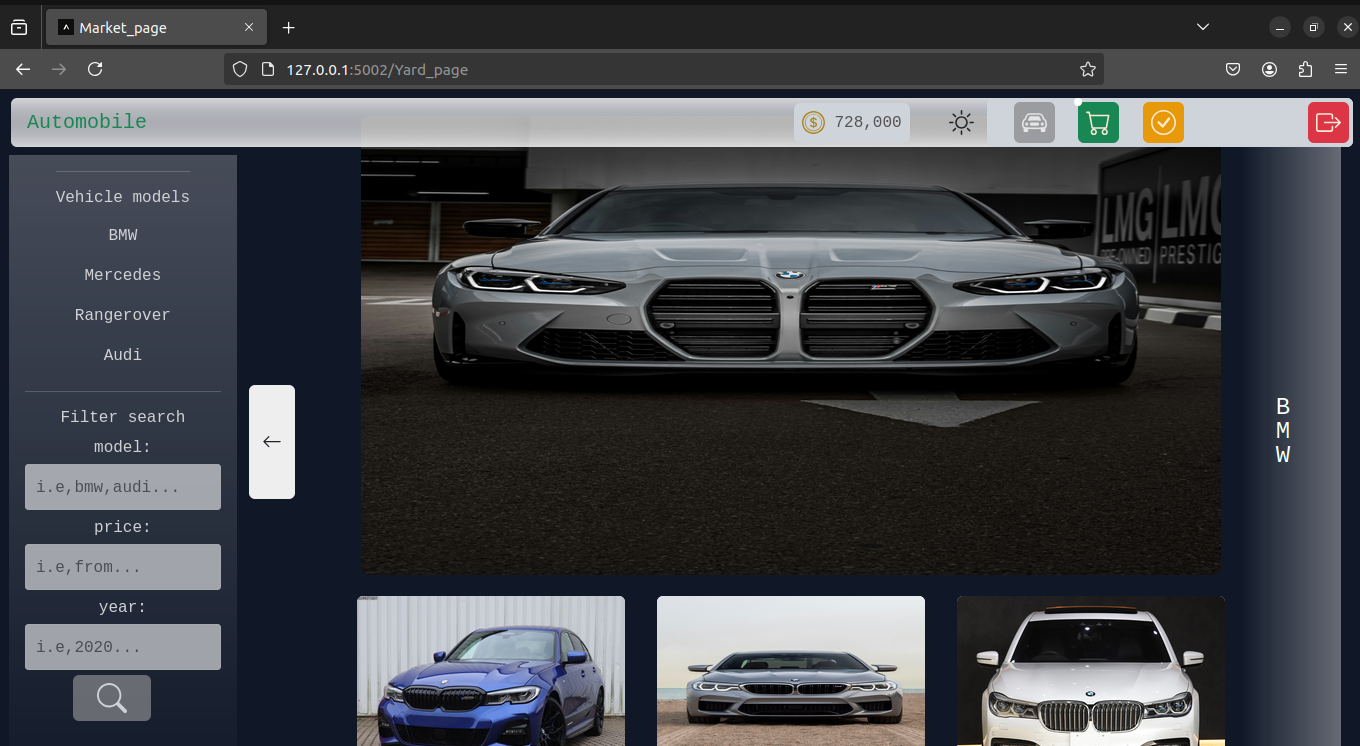 Market_page
127.0.0.1:5002/Yard_page
Automobile
$ 728,000
Vehicle models
BMW
Mercedes
Rangerover
Audi
Filter search
model:
i.e,bmw,audi...
price:
i.e,from...
year:
i.e,2020...
LMG LMG
PRESTIG
B
M
W